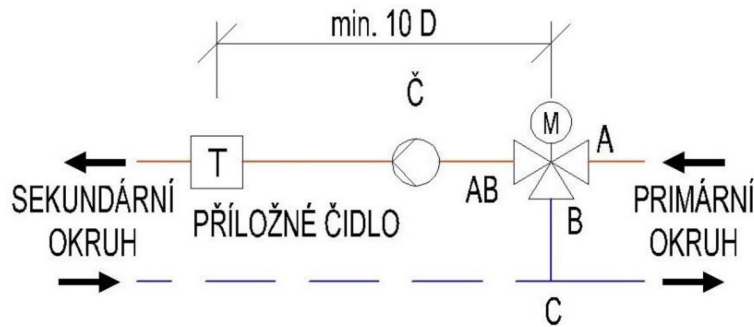 min. 10 D
Č
M
A
T
AB
SEKUNDÁRNÍ
OKRUH
PŘÍLOŽNÉ ČIDLO
B
PRIMÁRNÍ
OKRUH
C